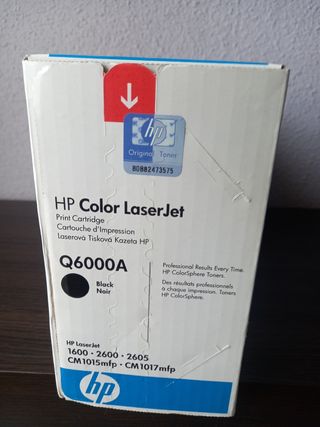 hp
Original Toner
80882473575
HP Color LaserJet
Print Cartridge
Cartouche d'Impression
Laserová Tisková Kazeta HP
Q6000A
Black
Noir
Professional Results Every Time.
HP ColorSphere Toners.
Des résultats professionnels
à chaque impression. Toners
HP ColorSphere.
HP LaserJet
1600 · 2600 · 2605
CM1015mfp · CM1017mfp
hp